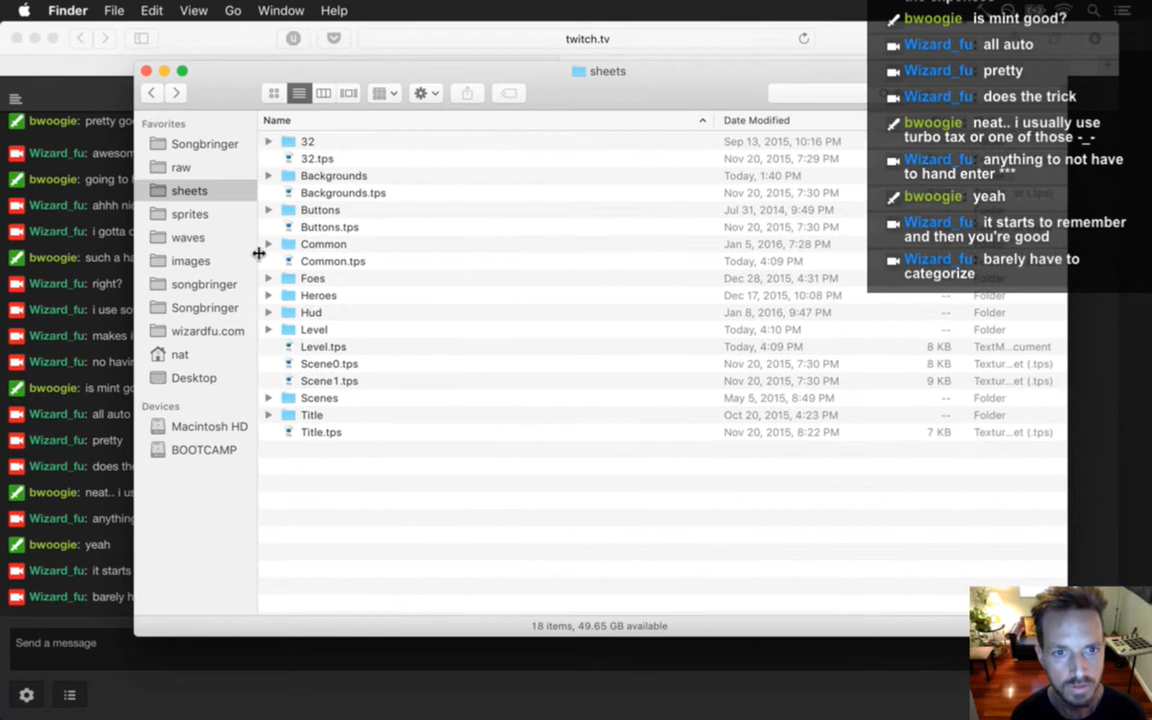 Finder File Edit View Go Window Help
twitch.tv
bwoogie: pretty go
Wizard_fu: awesom
bwoogie: going to
Wizard_fu: ahhh nic
Wizard_fu: i gotta c
bwoogie: such a ha
Wizard_fu: right?
Wizard_fu: i use so
Wizard_fu: makes i
Wizard_fu: no havin
bwoogie: is mint go
Wizard_fu: all auto
Wizard_fu: pretty
Wizard_fu: does the
bwoogie: neat.. i us
Wizard_fu: anything
bwoogie: yeah
Wizard_fu: it starts
Wizard_fu: barely h
Send a message
sheets
Favorites
Songbringer
raw
sheets
sprites
waves
images
songbringer
Songbringer
wizardfu.com
nat
Desktop
Devices
Macintosh HD
BOOTCAMP
Name Date Modified
32 Sep 13, 2015, 10:16 PM
32.tps Nov 20, 2015, 7:29 PM
Backgrounds Today, 1:40 PM
Backgrounds.tps Nov 20, 2015, 7:30 PM
Buttons Jul 31, 2014, 9:49 PM
Buttons.tps Nov 20, 2015, 7:30 PM
Common Jan 5, 2016, 7:28 PM
Common.tps Today, 4:09 PM
Foes Dec 28, 2015, 4:31 PM
Heroes Dec 17, 2015, 10:08 PM -- Folder
Hud Jan 8, 2016, 9:47 PM -- Folder
Level Today, 4:10 PM -- Folder
Level.tps Today, 4:09 PM 8 KB TextM...cument
Scene0.tps Nov 20, 2015, 7:30 PM 8 KB Textur...et (.tps)
Scene1.tps Nov 20, 2015, 7:30 PM 9 KB Textur...et (.tps)
Scenes May 5, 2015, 8:49 PM -- Folder
Title Oct 20, 2015, 4:23 PM -- Folder
Title.tps Nov 20, 2015, 8:22 PM 7 KB Textur...et (.tps)
18 items, 49.65 GB available
bwoogie is mint good?
Wizard_fu: all auto
Wizard_fu: pretty
Wizard_fu: does the trick
bwoogie neat.. i usually use
turbo tax or one of those -_-
Wizard_fu: anything to not have
to hand enter ***
bwoogie yeah
Wizard_fu: it starts to remember
and then you're good
Wizard_fu: barely have to
categorize